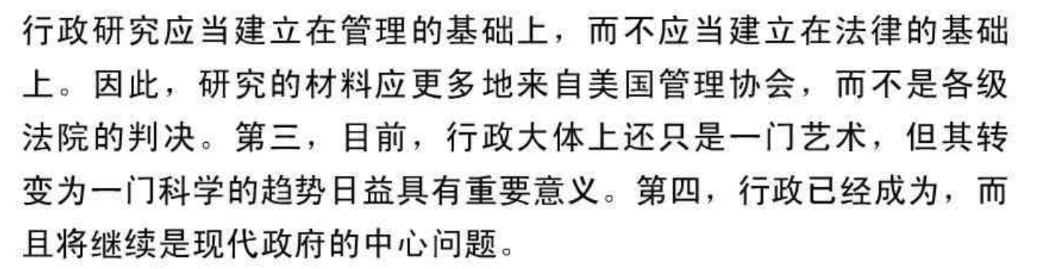 行政研究应当建立在管理的基础上，而不应当建立在法律的基础
上。因此，研究的材料应更多地来自美国管理协会，而不是各级
法院的判决。第三，目前，行政大体上还只是一门艺术，但其转
变为一门科学的趋势日益具有重要意义。第四，行政已经成为，而
且将继续是现代政府的中心问题。